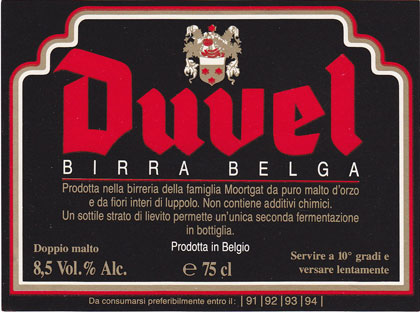 Duvel
BIRRA BELGA
Prodotta nella birreria della famiglia Moortgat da puro malto d'orzo
e da fiori interi di luppolo. Non contiene additivi chimici.
Un sottile strato di lievito permette un'unica seconda fermentazione
in bottiglia.
Doppio malto
8,5 Vol.% Alc.
Prodotta in Belgio
℮ 75 cl
Servire a 10° gradi e
versare lentamente
Da consumarsi preferibilmente entro il: |91|92|93|94|